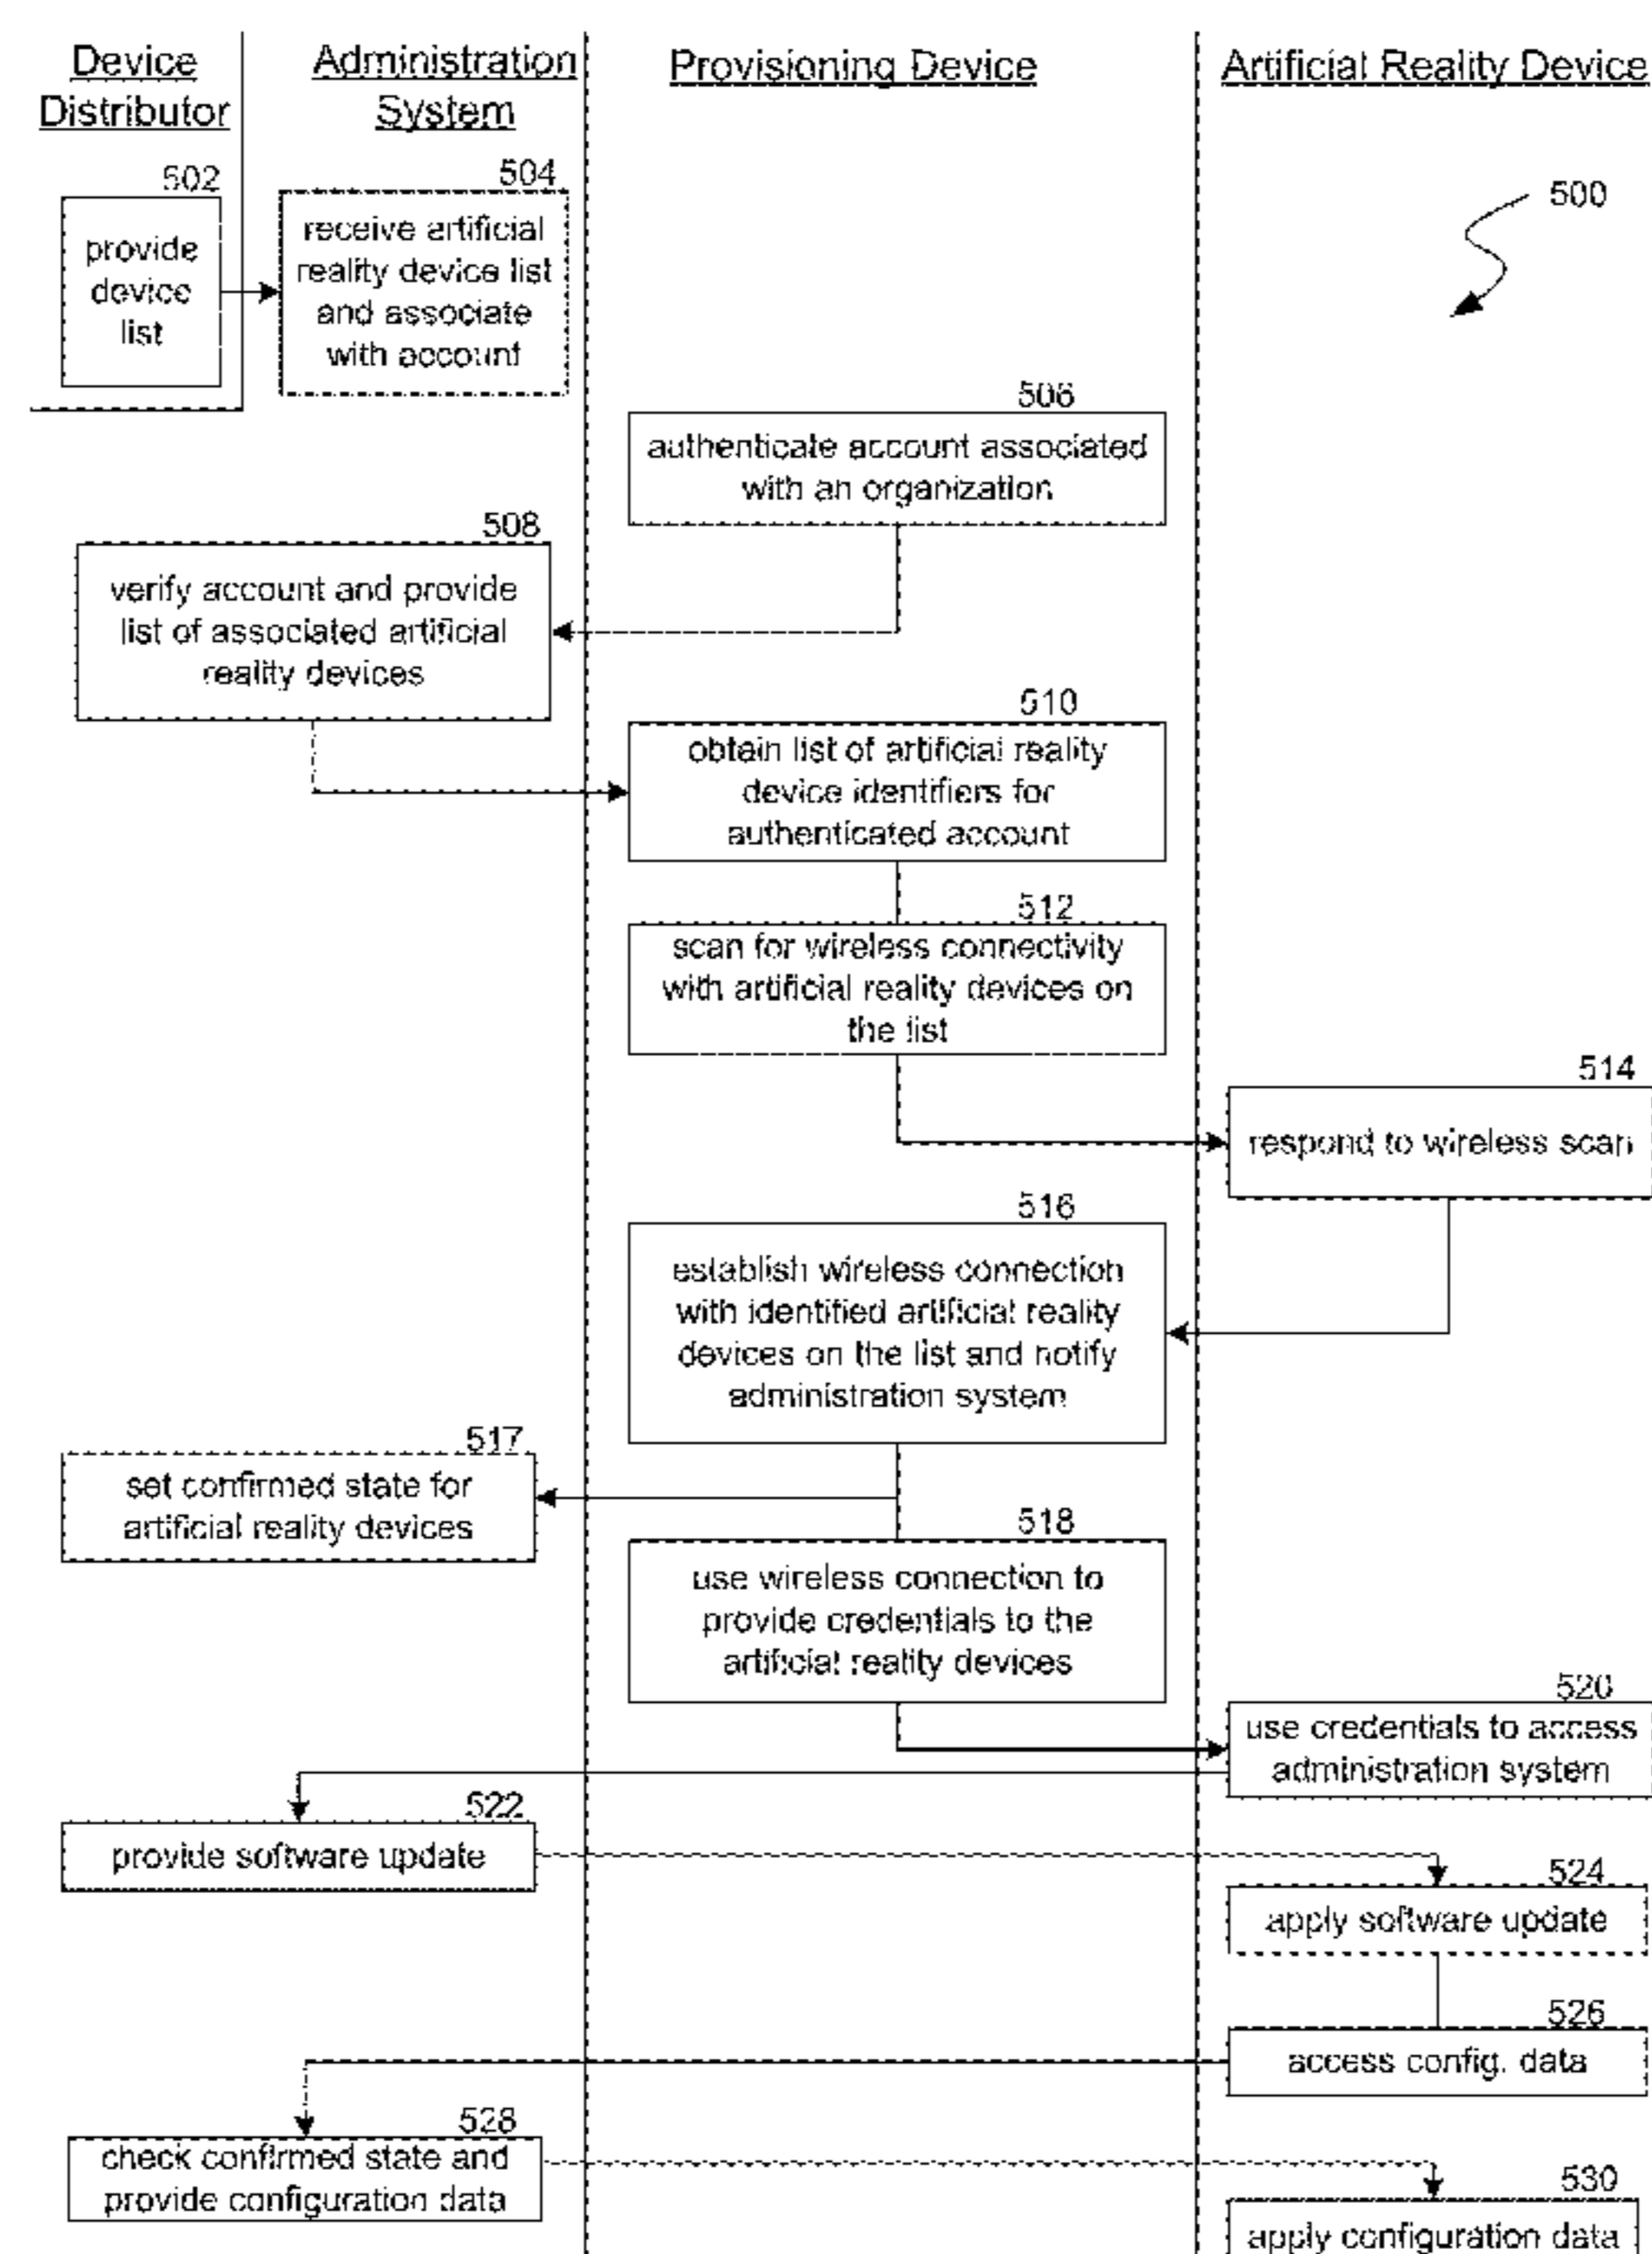 Device
Distributor
Administration
System
Provisioning Device
Artificial Reality Device
500
502
provide
device
list
504
receive artificial
reality device list
and associate
with account
506
authenticate account associated
with an organization
508
verify account and provide
list of associated artificial
reality devices
510
obtain list of artificial reality
device identifiers for
authenticated account
512
scan for wireless connectivity
with artificial reality devices on
the list
514
respond to wireless scan
516
establish wireless connection
with identified artificial reality
devices on the list and notify
administration system
517
set confirmed state for
artificial reality devices
518
use wireless connection to
provide credentials to the
artificial reality devices
520
use credentials to access
administration system
522
provide software update
524
apply software update
526
access config. data
528
check confirmed state and
provide configuration data
530
apply configuration data